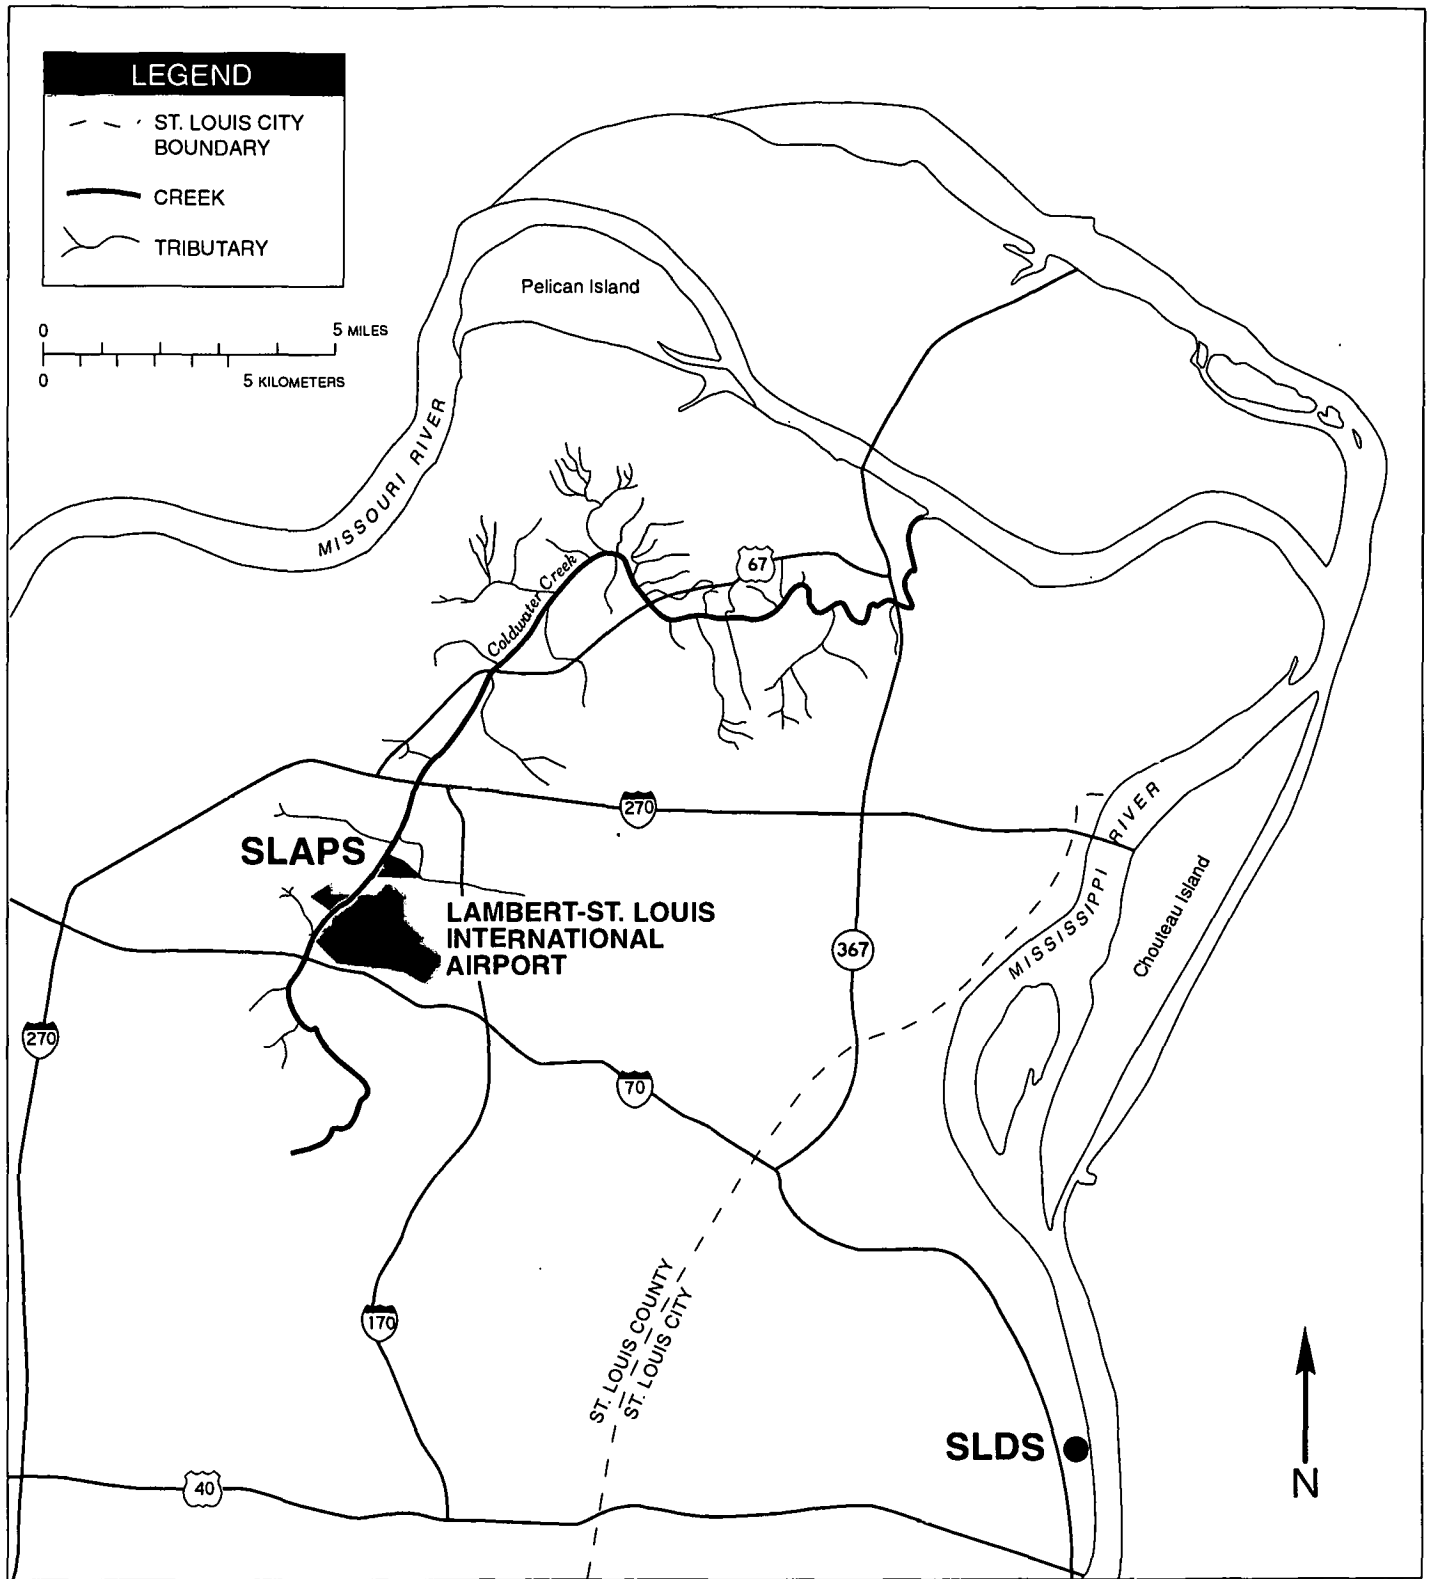 LEGEND
ST. LOUIS CITY
BOUNDARY
CREEK
TRIBUTARY
0 5 MILES
0 5 KILOMETERS
Pelican Island
MISSOURI RIVER
Coldwater Creek
67
270
SLAPS
LAMBERT-ST. LOUIS
INTERNATIONAL
AIRPORT
MISSISSIPPI RIVER
Chouteau Island
367
270
70
ST. LOUIS COUNTY
ST. LOUIS CITY
170
SLDS
40
N